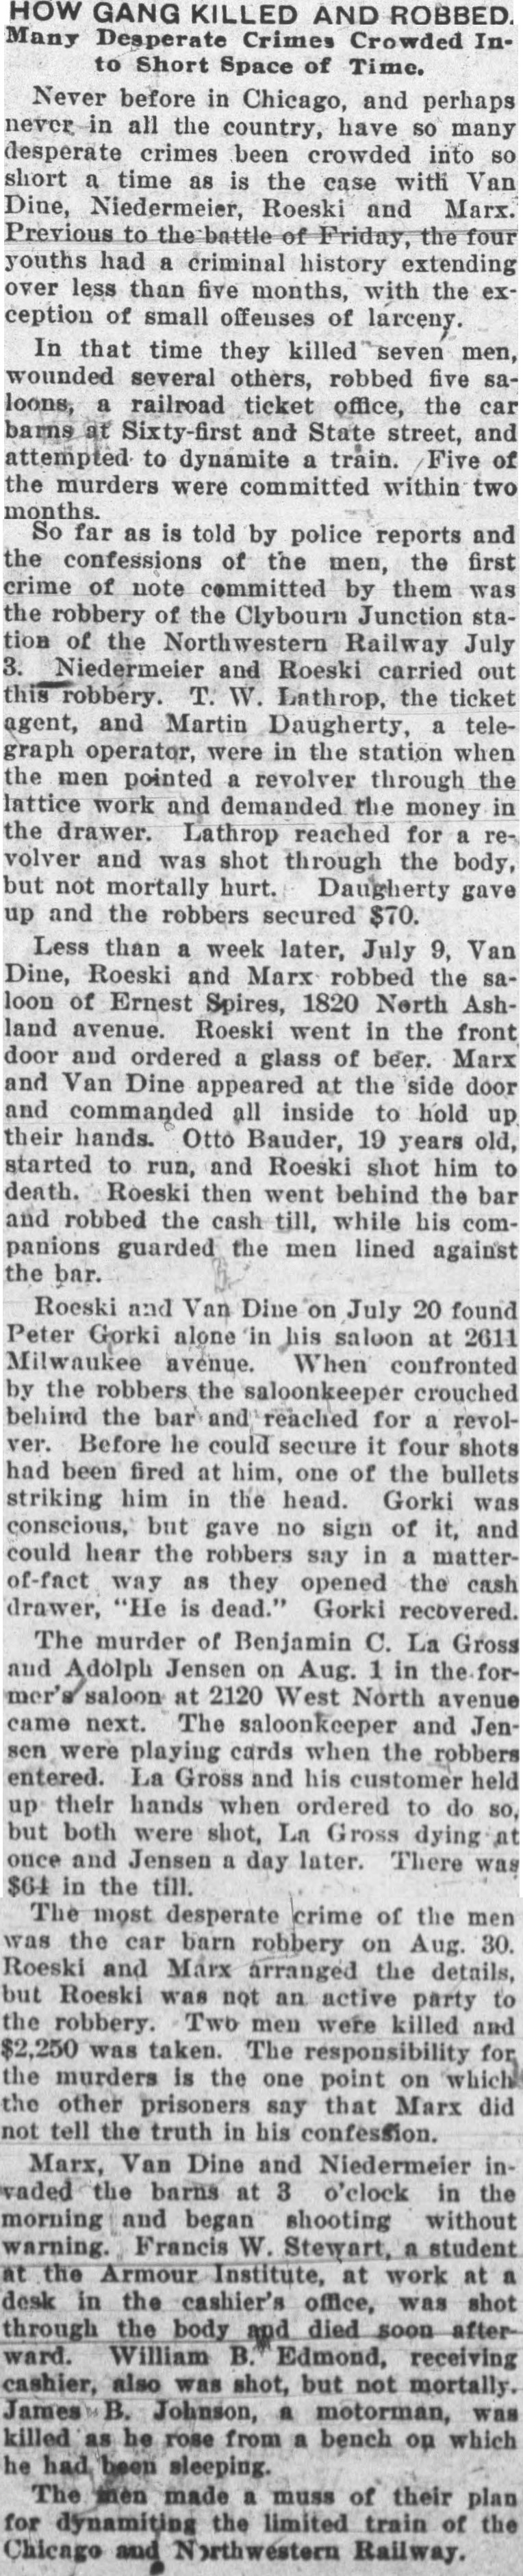 HOW GANG KILLED AND ROBBED.
Many Desperate Crimes Crowded In-
to Short Space of Time.
Never before in Chicago, and perhaps
never in all the country, have so many
desperate crimes been crowded into so
short a time as is the case with Van
Dine, Niedermeier, Roeski and Marx.
Previous to the battle of Friday, the four
youths had a criminal history extending
over less than five months, with the ex-
ception of small offenses of larceny.
In that time they killed seven men,
wounded several others, robbed five sa-
loons, a railroad ticket office, the car
barns at Sixty-first and State street, and
attempted to dynamite a train. Five of
the murders were committed within two
months.
So far as is told by police reports and
the confessions of the men, the first
crime of note committed by them was
the robbery of the Clybourn Junction sta-
tion of the Northwestern Railway July
3. Niedermeier and Roeski carried out
this robbery. T. W. Lathrop, the ticket
agent, and Martin Daugherty, a tele-
graph operator, were in the station when
the men pointed a revolver through the
lattice work and demanded the money in
the drawer. Lathrop reached for a re-
volver and was shot through the body,
but not mortally hurt. Daugherty gave
up and the robbers secured $70.
Less than a week later, July 9, Van
Dine, Roeski and Marx robbed the sa-
loon of Ernest Spires, 1820 North Ash-
land avenue. Roeski went in the front
door and ordered a glass of beer. Marx
and Van Dine appeared at the side door
and commanded all inside to hold up
their hands. Otto Bauder, 19 years old,
started to run, and Roeski shot him to
death. Roeski then went behind the bar
and robbed the cash till, while his com-
panions guarded the men lined against
the bar.
Roeski and Van Dine on July 20 found
Peter Gorki alone in his saloon at 2611
Milwaukee avenue. When confronted
by the robbers the saloonkeeper crouched
behind the bar and reached for a revol-
ver. Before he could secure it four shots
had been fired at him, one of the bullets
striking him in the head. Gorki was
conscious, but gave no sign of it, and
could hear the robbers say in a matter-
of-fact way as they opened the cash
drawer, "He is dead." Gorki recovered.
The murder of Benjamin C. La Gross
and Adolph Jensen on Aug. 1 in the for-
mer's saloon at 2120 West North avenue
came next. The saloonkeeper and Jen-
sen were playing cards when the robbers
entered. La Gross and his customer held
up their hands when ordered to do so,
but both were shot, La Gross dying at
once and Jensen a day later. There was
$64 in the till.
The most desperate crime of the men
was the car barn robbery on Aug. 30.
Roeski and Marx arranged the details,
but Roeski was not an active party to
the robbery. Two men were killed and
$2,250 was taken. The responsibility for
the murders is the one point on which
the other prisoners say that Marx did
not tell the truth in his confession.
Marx, Van Dine and Niedermeier in-
vaded the barns at 3 o'clock in the
morning and began shooting without
warning. Francis W. Stewart, a student
at the Armour Institute, at work at a
desk in the cashier's office, was shot
through the body and died soon after-
ward. William B. Edmond, receiving
cashier, also was shot, but not mortally.
James B. Johnson, a motorman, was
killed as he rose from a bench on which
he had been sleeping.
The men made a muss of their plan
for dynamiting the limited train of the
Chicago and Northwestern Railway.